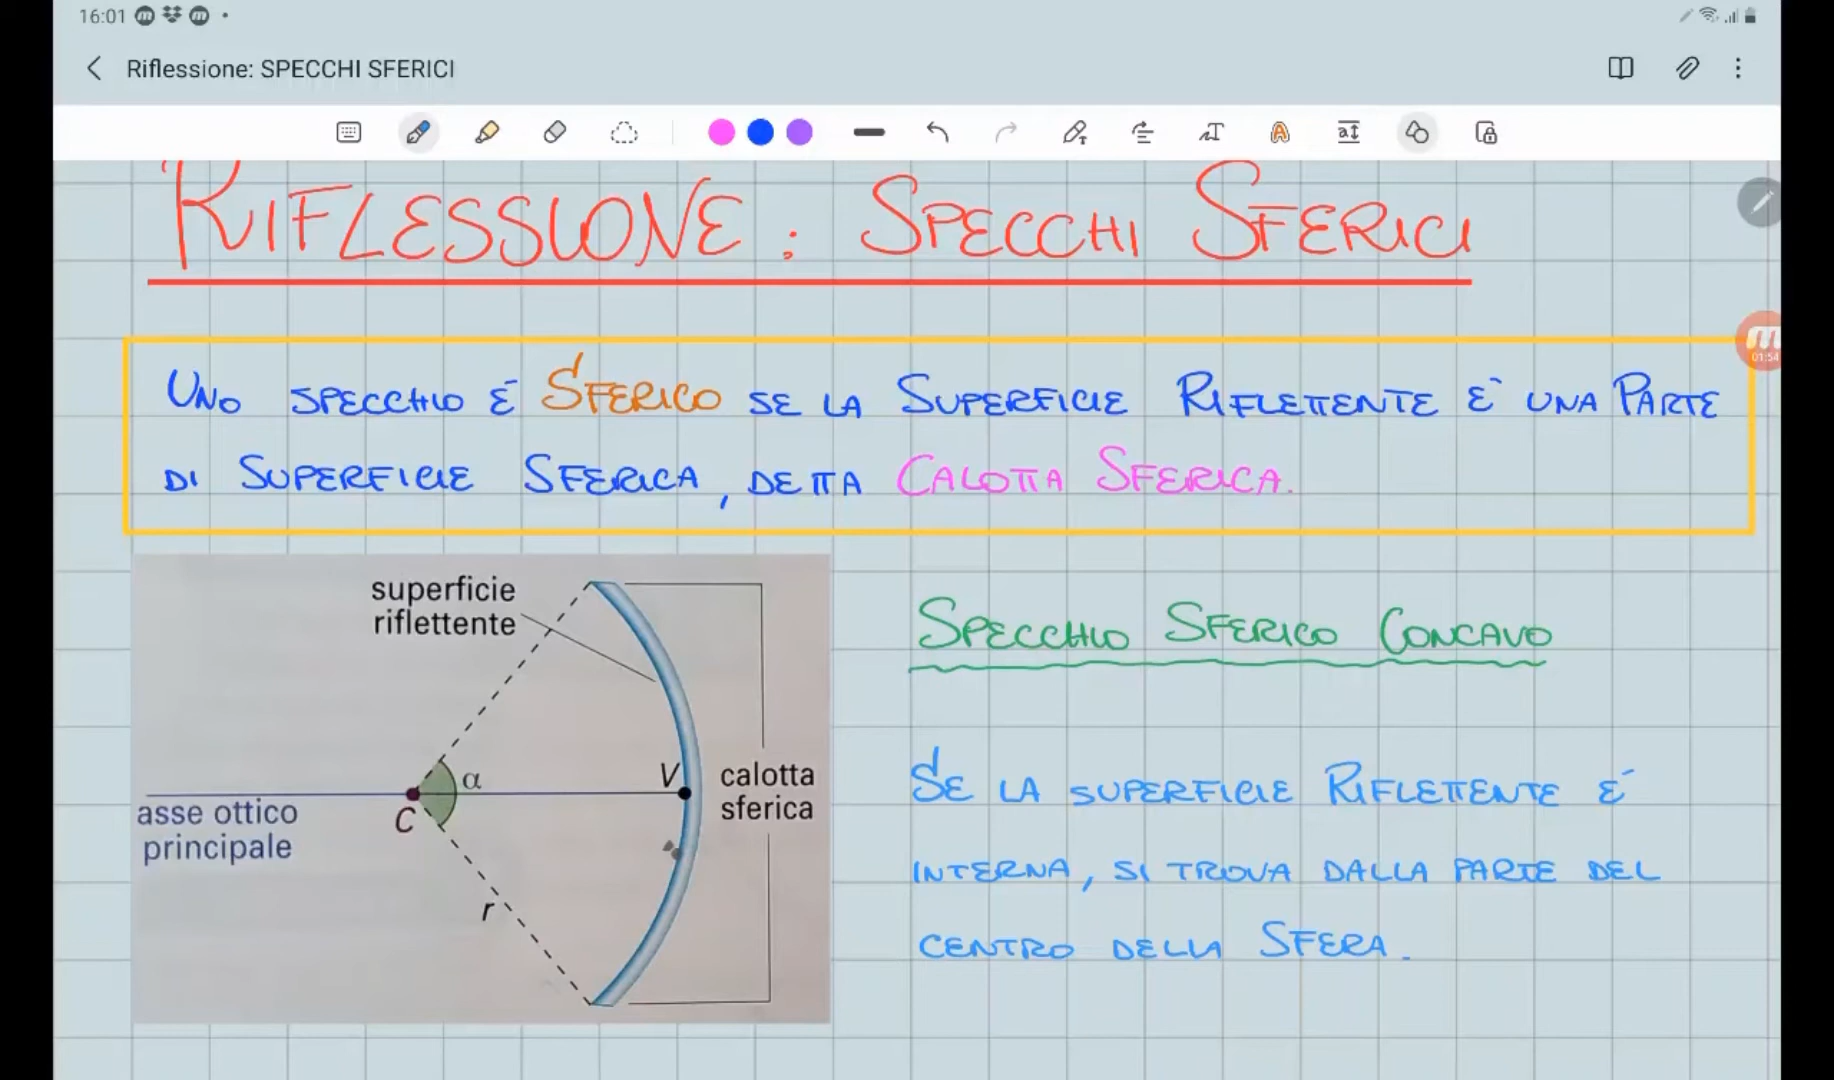 16:01
Riflessione: SPECCHI SFERICI
RIFLESSIONE: SPECCHI SFERICI
01:54
UNO SPECCHIO È SFERICO SE LA SUPERFICIE RIFLETTENTE È UNA PARTE
DI SUPERFICIE SFERICA, DETTA CALOTTA SFERICA.
superficie
riflettente
α
V
C
r
calotta
sferica
asse ottico
principale
SPECCHIO SFERICO CONCAVO
SE LA SUPERFICIE RIFLETTENTE È
INTERNA, SI TROVA DALLA PARTE DEL
CENTRO DELLA SFERA.